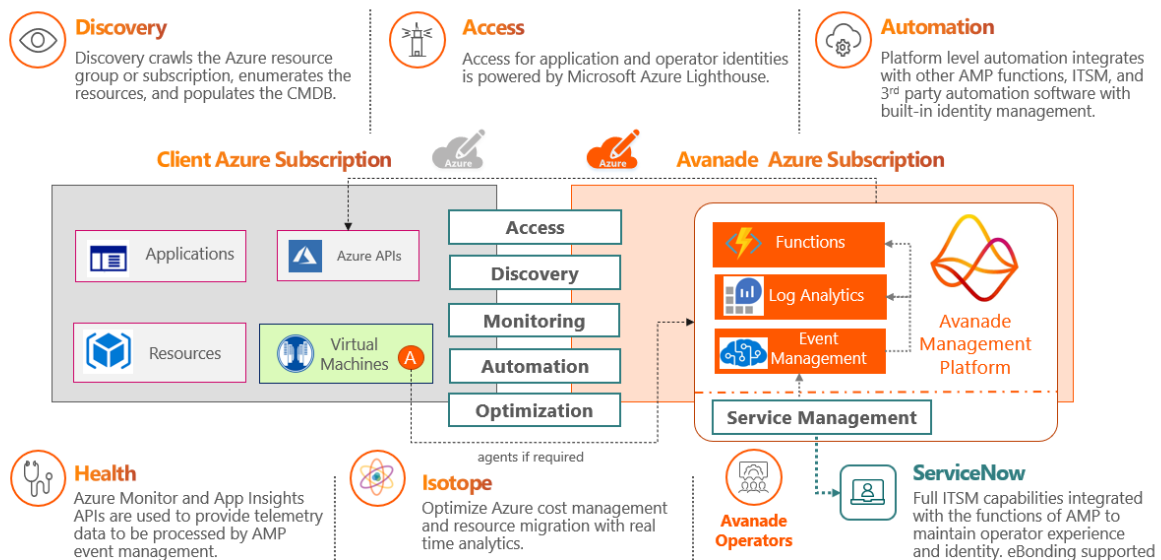 Discovery
Discovery crawls the Azure resource
group or subscription, enumerates the
resources, and populates the CMDB.
Access
Access for application and operator identities
is powered by Microsoft Azure Lighthouse.
Automation
Platform level automation integrates
with other AMP functions, ITSM, and
3rd party automation software with
built-in identity management.
Client Azure Subscription
Azure
Azure
Avanade Azure Subscription
Applications
Azure APIs
Resources
Virtual
Machines
A
Access
Discovery
Monitoring
Automation
Optimization
Functions
Log Analytics
Event
Management
Avanade
Management
Platform
Service Management
agents if required
Health
Azure Monitor and App Insights
APIs are used to provide telemetry
data to be processed by AMP
event management.
Isotope
Optimize Azure cost management
and resource migration with real
time analytics.
Avanade
Operators
ServiceNow
Full ITSM capabilities integrated
with the functions of AMP to
maintain operator experience
and identity. eBonding supported